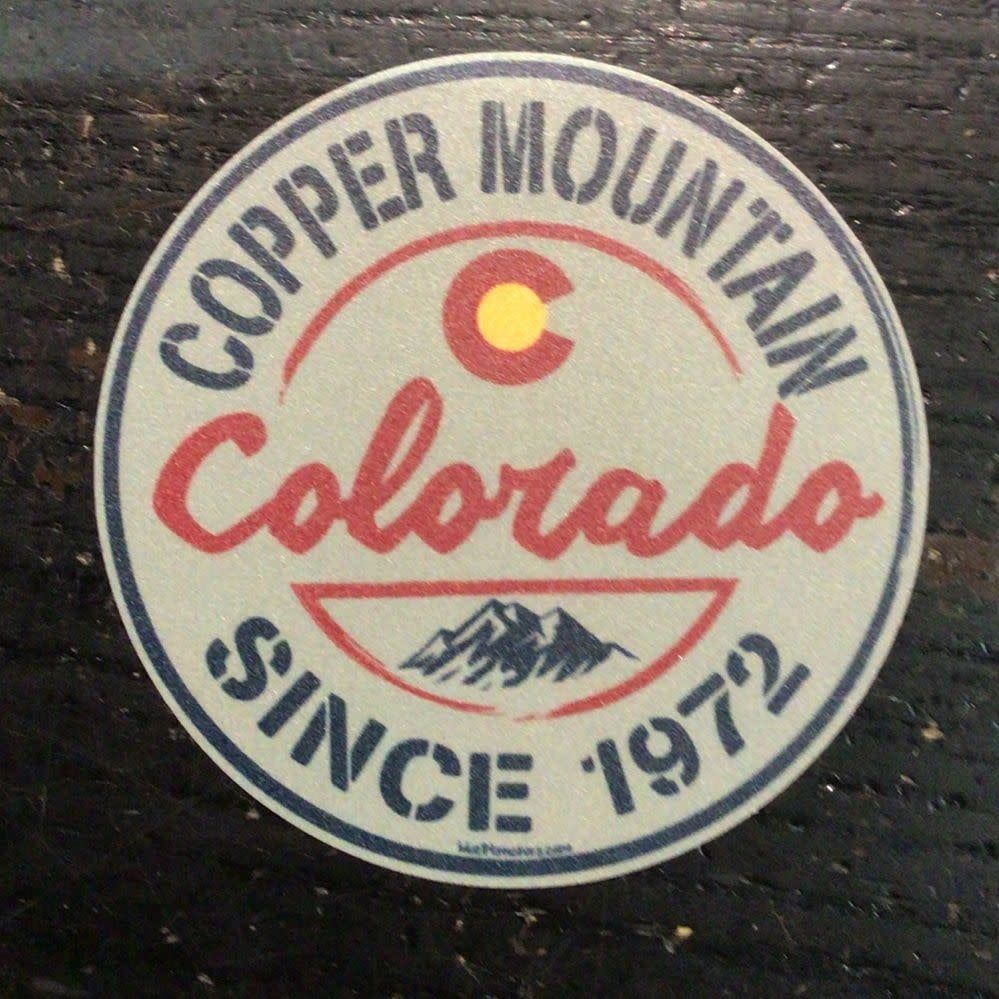 COPPER MOUNTAIN
C
Colorado
SINCE 1972